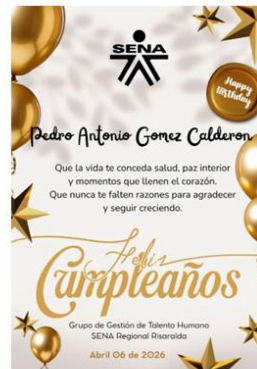 SENA
Happy
Birthday
Pedro Antonio Gomez Calderon
Que la vida te conceda salud, paz interior
y momentos que llenen el corazón.
Que nunca te falten razones para agradecer
y seguir creciendo.
Feliz
Cumpleaños
Grupo de Gestión de Talento Humano
SENA Regional Risaralda
Abril 06 de 2026